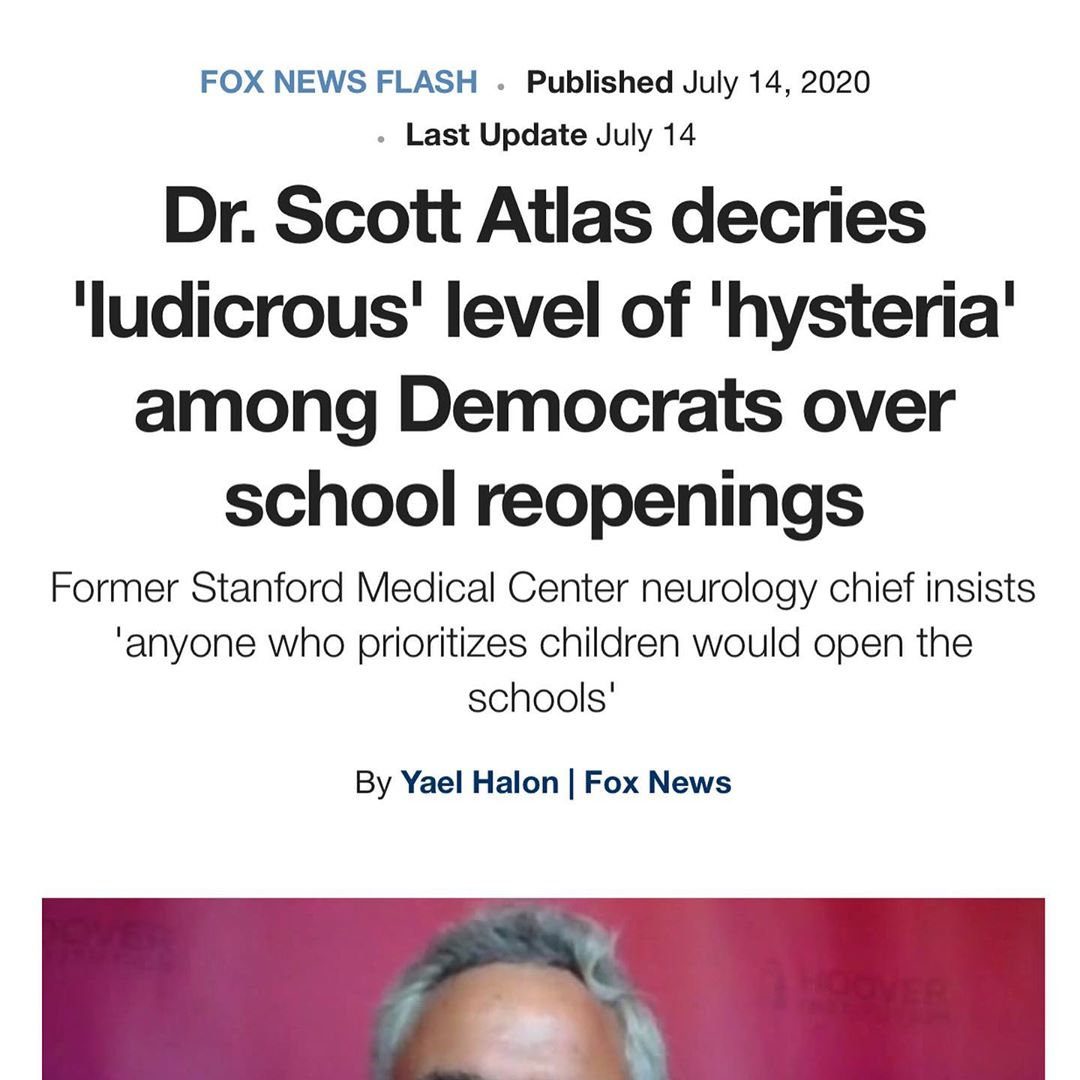 FOX NEWS FLASH · Published July 14, 2020
· Last Update July 14
Dr. Scott Atlas decries
'ludicrous' level of 'hysteria'
among Democrats over
school reopenings
Former Stanford Medical Center neurology chief insists
'anyone who prioritizes children would open the
schools'
By Yael Halon | Fox News
HOOVER